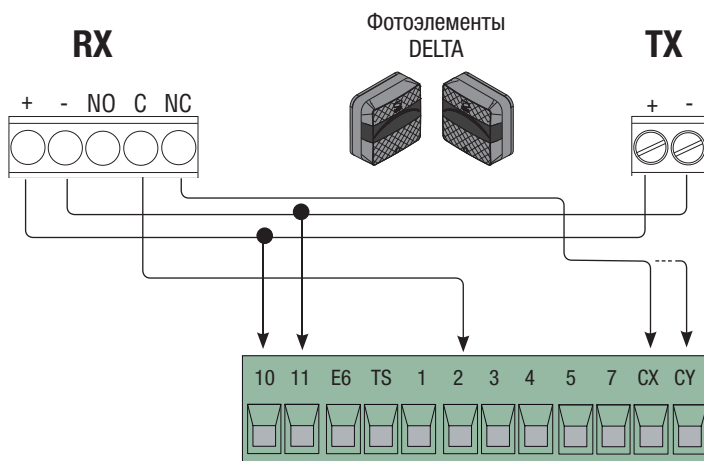 Фотоэлементы
DELTA
RX
TX
+ - NO C NC
+ -
10 11 E6 TS 1 2 3 4 5 7 CX CY